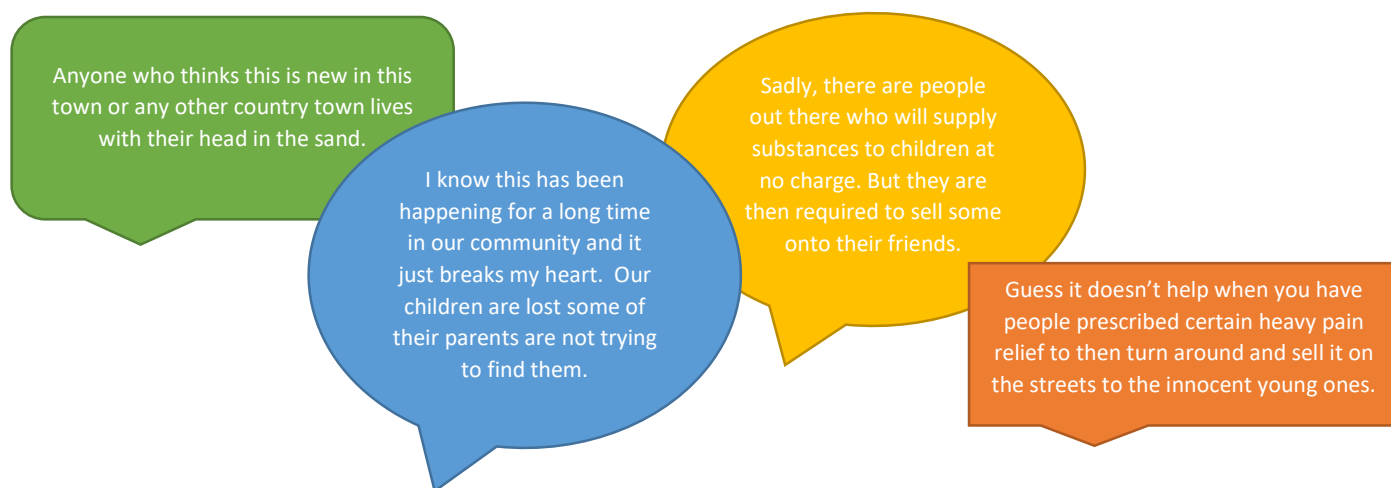 Anyone who thinks this is new in this
town or any other country town lives
with their head in the sand.
I know this has been
happening for a long time
in our community and it
just breaks my heart.  Our
children are lost some of
their parents are not trying
to find them.
Sadly, there are people
out there who will supply
substances to children at
no charge. But they are
then required to sell some
onto their friends.
Guess it doesn’t help when you have
people prescribed certain heavy pain
relief to then turn around and sell it on
the streets to the innocent young ones.